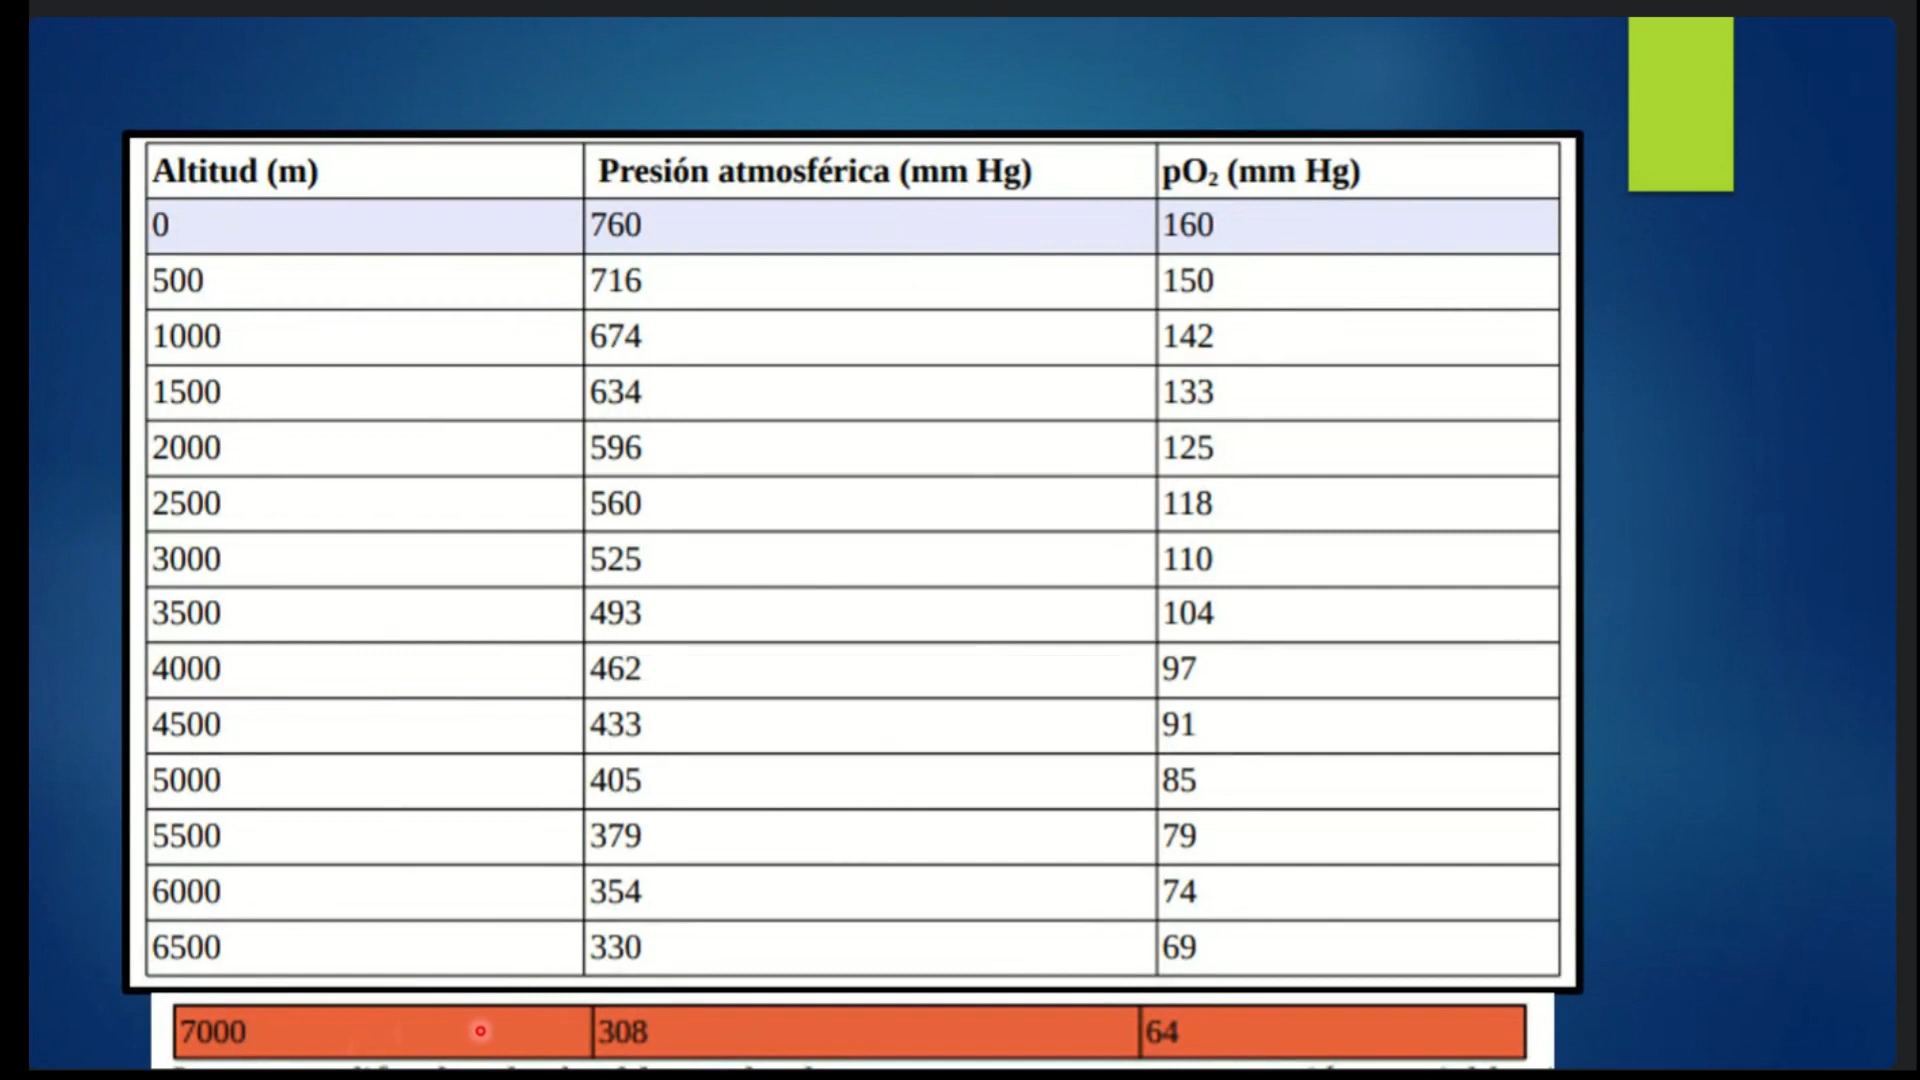 Altitud (m) Presión atmosférica (mm Hg) pO₂ (mm Hg)
0 760 160
500 716 150
1000 674 142
1500 634 133
2000 596 125
2500 560 118
3000 525 110
3500 493 104
4000 462 97
4500 433 91
5000 405 85
5500 379 79
6000 354 74
6500 330 69
7000 308 64